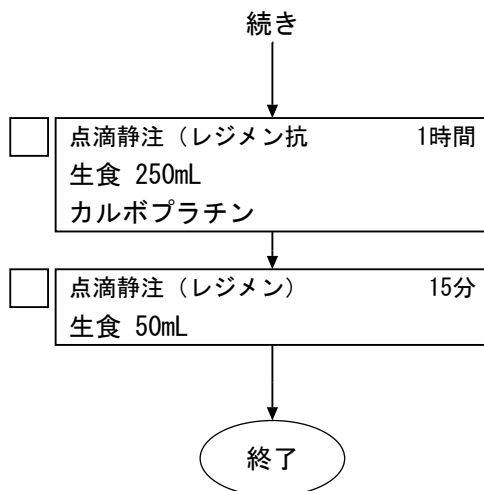 続き
点滴静注（レジメン抗 1時間
生食 250mL
カルボプラチン
点滴静注（レジメン） 15分
生食 50mL
終了